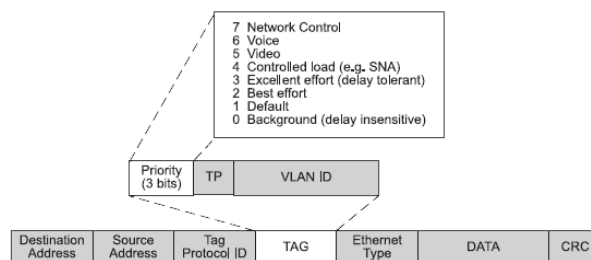 7 Network Control
6 Voice
5 Video
4 Controlled load (e.g. SNA)
3 Excellent effort (delay tolerant)
2 Best effort
1 Default
0 Background (delay insensitive)
Priority
(3 bits)
TP
VLAN ID
Destination
Address
Source
Address
Tag
Protocol ID
TAG
Ethernet
Type
DATA
CRC